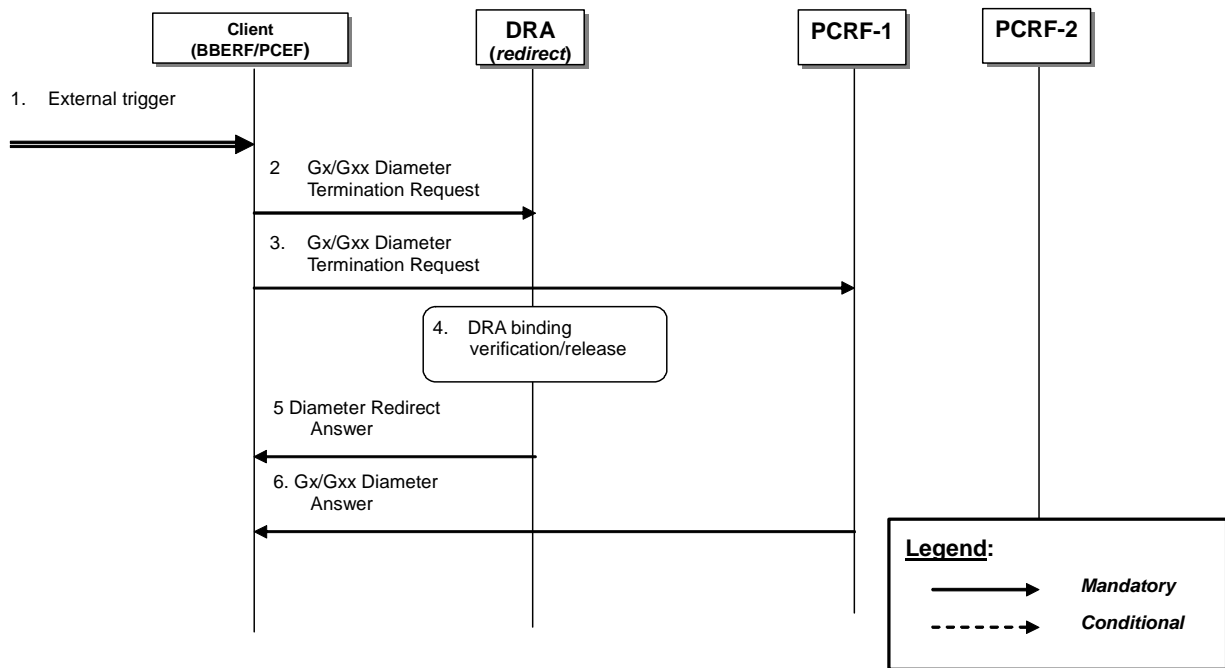 Client
(BBERF/PCEF)
DRA
(redirect)
PCRF-1
PCRF-2
1. External trigger
2 Gx/Gxx Diameter
Termination Request
3. Gx/Gxx Diameter
Termination Request
4. DRA binding
verification/release
5 Diameter Redirect
Answer
6. Gx/Gxx Diameter
Answer
Legend:
Mandatory
Conditional